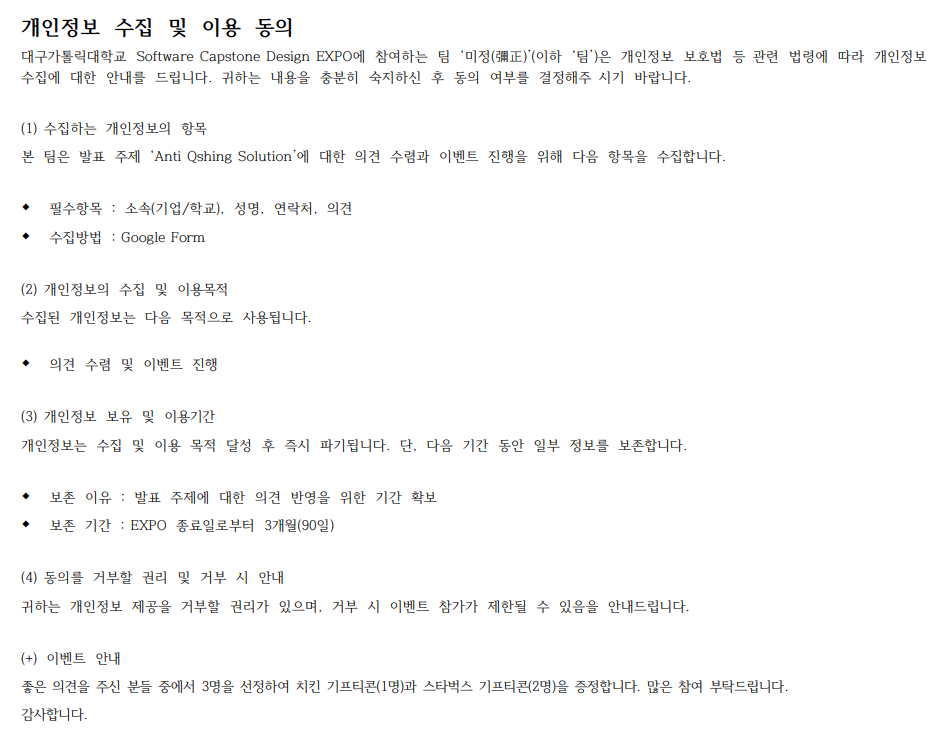 개인정보 수집 및 이용 동의
대구가톨릭대학교 Software Capstone Design EXPO에 참여하는 팀 ‘미정(彌正)’(이하 ‘팀’)은 개인정보 보호법 등 관련 법령에 따라 개인정보
수집에 대한 안내를 드립니다. 귀하는 내용을 충분히 숙지하신 후 동의 여부를 결정해주 시기 바랍니다.
(1) 수집하는 개인정보의 항목
본 팀은 발표 주제 ‘Anti Qshing Solution’에 대한 의견 수렴과 이벤트 진행을 위해 다음 항목을 수집합니다.
◆ 필수항목 : 소속(기업/학교), 성명, 연락처, 의견
◆ 수집방법 : Google Form
(2) 개인정보의 수집 및 이용목적
수집된 개인정보는 다음 목적으로 사용됩니다.
◆ 의견 수렴 및 이벤트 진행
(3) 개인정보 보유 및 이용기간
개인정보는 수집 및 이용 목적 달성 후 즉시 파기됩니다. 단, 다음 기간 동안 일부 정보를 보존합니다.
◆ 보존 이유 : 발표 주제에 대한 의견 반영을 위한 기간 확보
◆ 보존 기간 : EXPO 종료일로부터 3개월(90일)
(4) 동의를 거부할 권리 및 거부 시 안내
귀하는 개인정보 제공을 거부할 권리가 있으며, 거부 시 이벤트 참가가 제한될 수 있음을 안내드립니다.
(+) 이벤트 안내
좋은 의견을 주신 분들 중에서 3명을 선정하여 치킨 기프티콘(1명)과 스타벅스 기프티콘(2명)을 증정합니다. 많은 참여 부탁드립니다.
감사합니다.